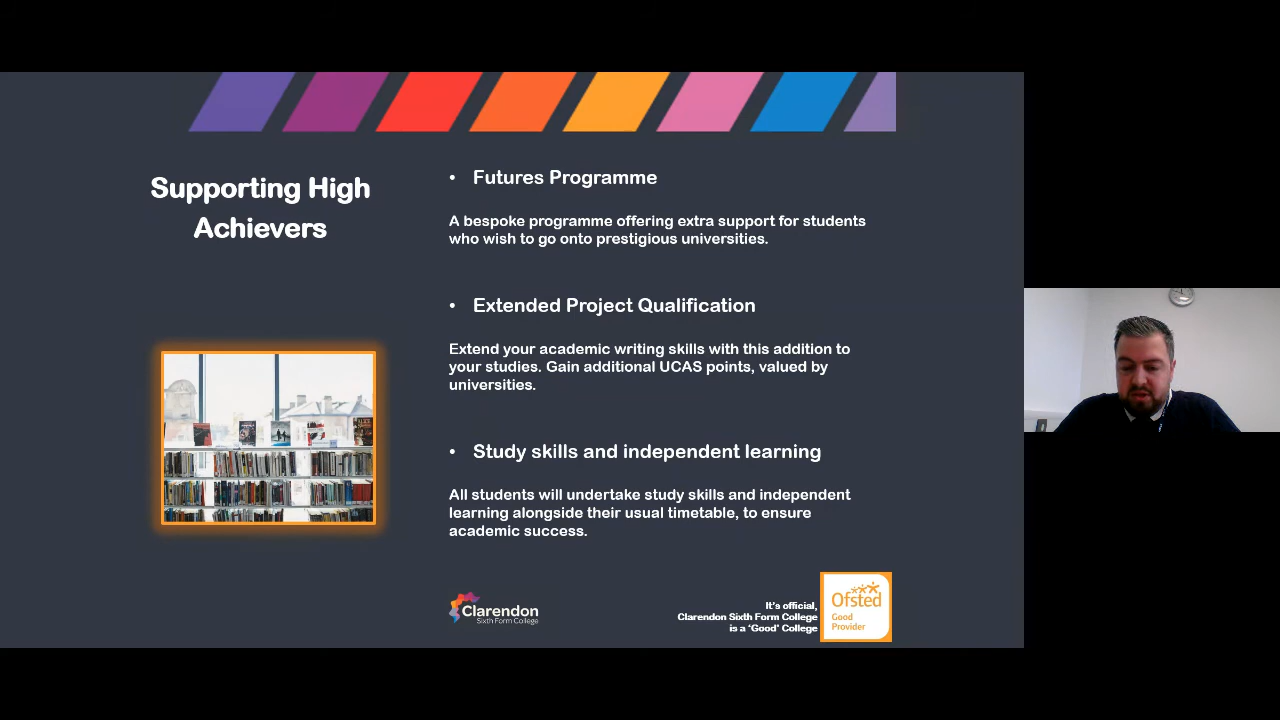 Supporting High
Achievers
• Futures Programme
A bespoke programme offering extra support for students
who wish to go onto prestigious universities.
• Extended Project Qualification
Extend your academic writing skills with this addition to
your studies. Gain additional UCAS points, valued by
universities.
• Study skills and independent learning
All students will undertake study skills and independent
learning alongside their usual timetable, to ensure
academic success.
Clarendon
Sixth Form College
It's official,
Clarendon Sixth Form College
is a 'Good' College
Ofsted
Good
Provider